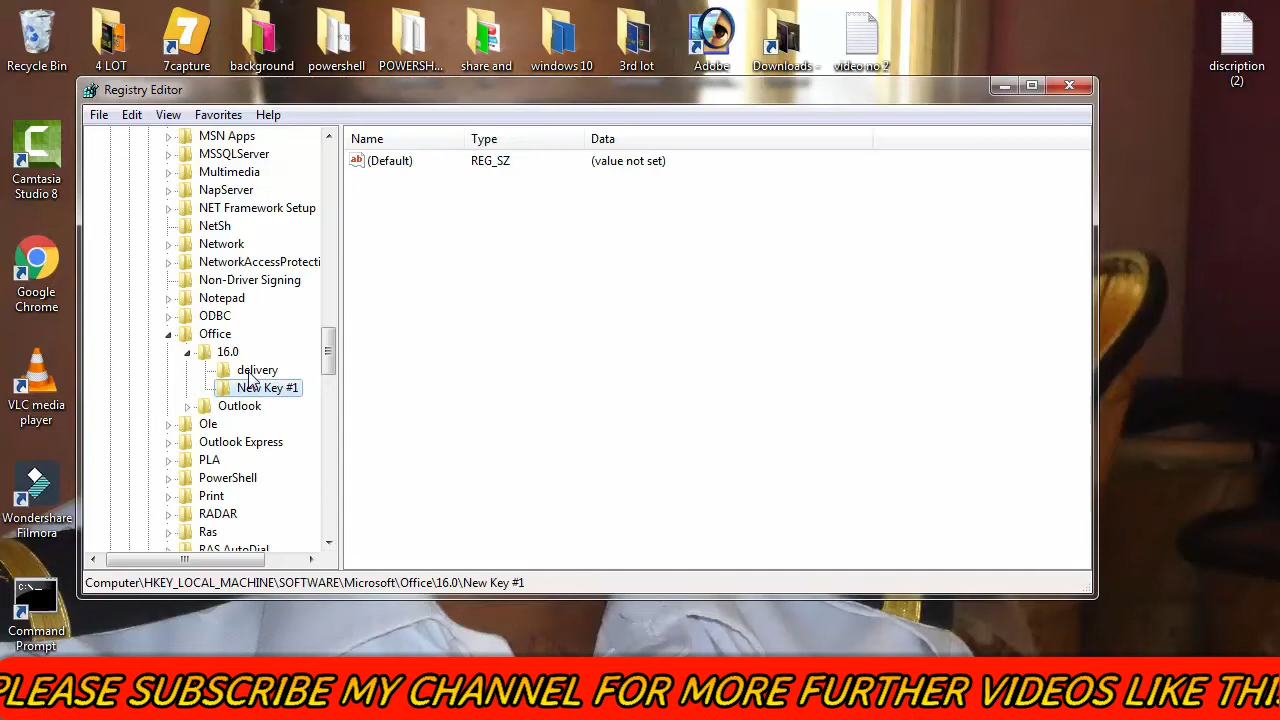 Recycle Bin
4 LOT
7capture
background
powershell
POWERSH...
share and
windows 10
3rd lot
Adobe
Downloads -
video no 2
discription
(2)
Camtasia
Studio 8
Google
Chrome
VLC media
player
Wondershare
Filmora
Command
Prompt
Registry Editor
File Edit View Favorites Help
MSN Apps
MSSQLServer
Multimedia
NapServer
NET Framework Setup
NetSh
Network
NetworkAccessProtecti
Non-Driver Signing
Notepad
ODBC
Office
16.0
delivery
New Key #1
Outlook
Ole
Outlook Express
PLA
PowerShell
Print
RADAR
Ras
RAS AutoDial
Name Type Data
(Default) REG_SZ (value not set)
Computer\HKEY_LOCAL_MACHINE\SOFTWARE\Microsoft\Office\16.0\New Key #1
PLEASE SUBSCRIBE MY CHANNEL FOR MORE FURTHER VIDEOS LIKE THI